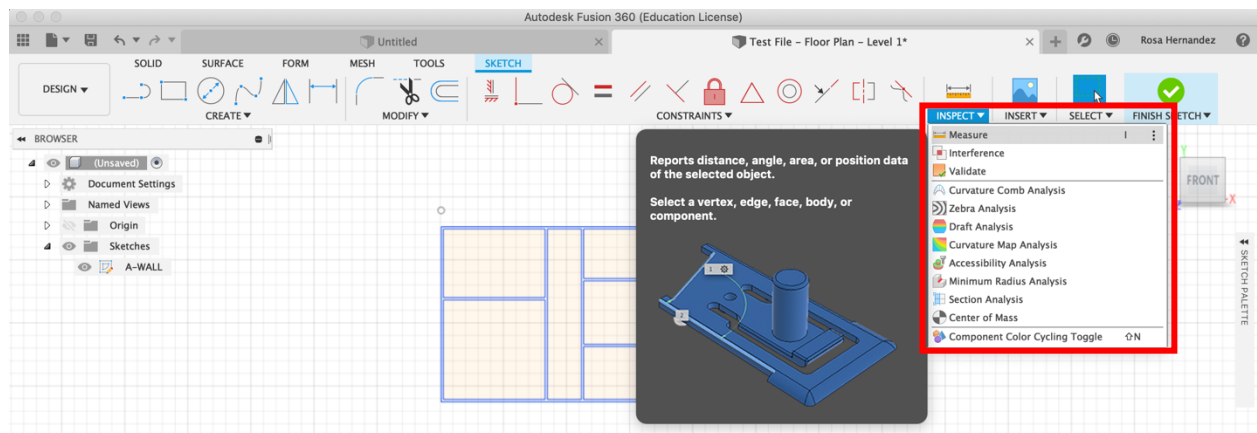 Autodesk Fusion 360 (Education License)
Untitled
Test File – Floor Plan – Level 1*
Rosa Hernandez
SOLID SURFACE FORM MESH TOOLS SKETCH
DESIGN
CREATE MODIFY CONSTRAINTS INSPECT INSERT SELECT FINISH SKETCH
BROWSER
(Unsaved)
Document Settings
Named Views
Origin
Sketches
A-WALL
Reports distance, angle, area, or position data
of the selected object.
Select a vertex, edge, face, body, or
component.
1
2
Measure I
Interference
Validate
Curvature Comb Analysis
Zebra Analysis
Draft Analysis
Curvature Map Analysis
Accessibility Analysis
Minimum Radius Analysis
Section Analysis
Center of Mass
Component Color Cycling Toggle ⇧N
Y
FRONT
X
SKETCH PALETTE